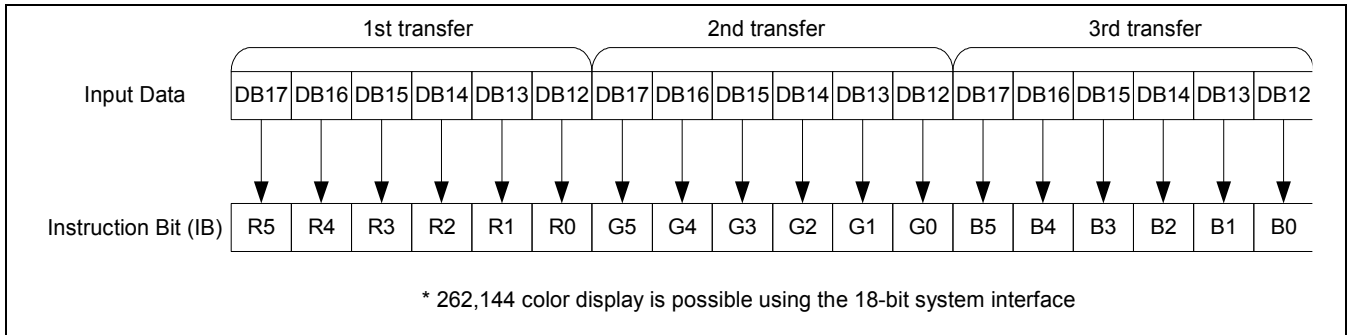 1st transfer 2nd transfer 3rd transfer
Input Data DB17 DB16 DB15 DB14 DB13 DB12 DB17 DB16 DB15 DB14 DB13 DB12 DB17 DB16 DB15 DB14 DB13 DB12
Instruction Bit (IB) R5 R4 R3 R2 R1 R0 G5 G4 G3 G2 G1 G0 B5 B4 B3 B2 B1 B0
* 262,144 color display is possible using the 18-bit system interface